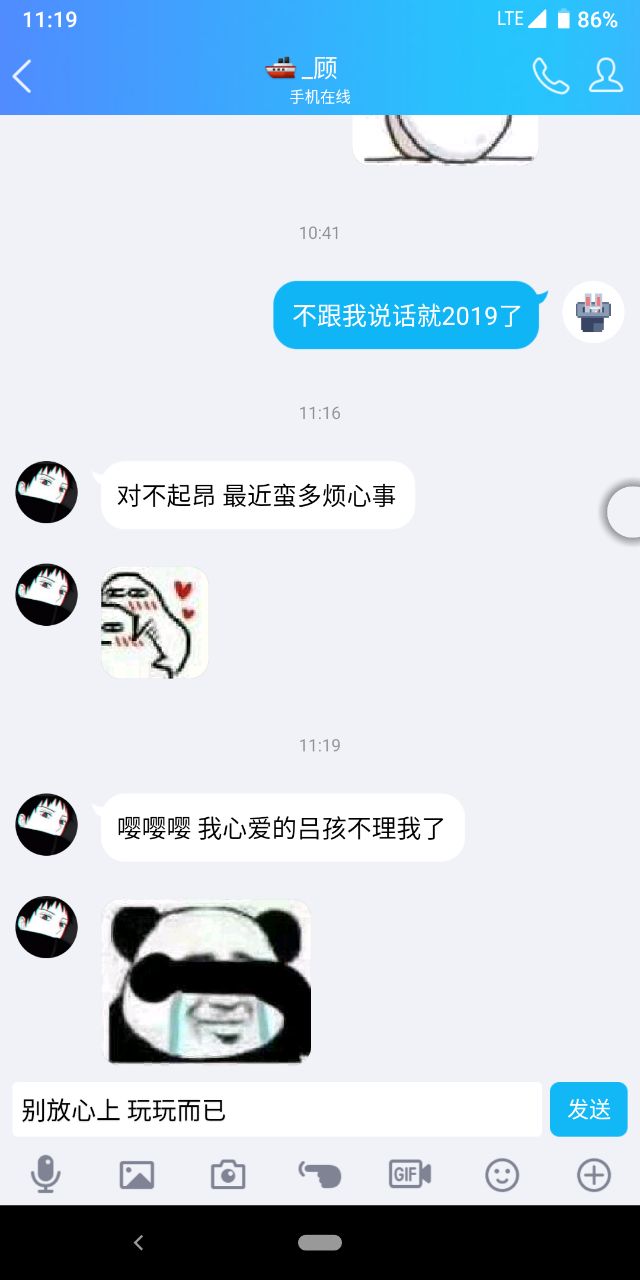 11:19
LTE 86%
_顾
手机在线
10:41
不跟我说话就2019了
11:16
对不起昂 最近蛮多烦心事
11:19
嘤嘤嘤 我心爱的吕孩不理我了
别放心上 玩玩而已
发送
GIF